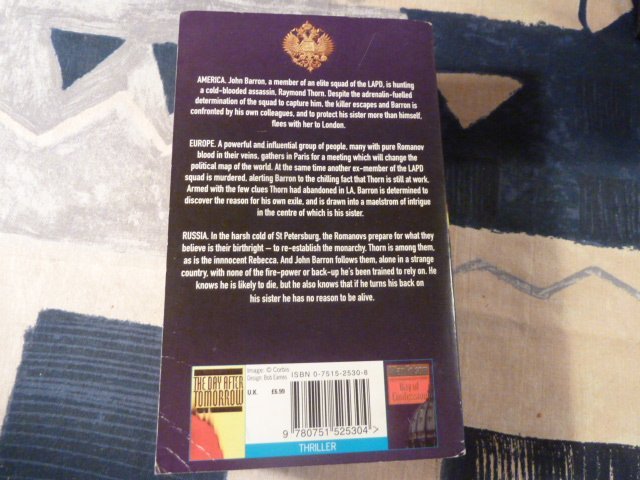 AMERICA. John Barron, a member of an elite squad of the LAPD, is hunting
a cold-blooded assassin, Raymond Thorn. Despite the adrenalin-fuelled
determination of the squad to capture him, the killer escapes and Barron is
confronted by his own colleagues, and to protect his sister more than himself,
flees with her to London.
EUROPE. A powerful and influential group of people, many with pure Romanov
blood in their veins, gathers in Paris for a meeting which will change the
political map of the world. At the same time another ex-member of the LAPD
squad is murdered, alerting Barron to the chilling fact that Thorn is still at work.
Armed with the few clues Thorn had abandoned in LA, Barron is determined to
discover the reason for his own exile, and is drawn into a maelstrom of intrigue
in the centre of which is his sister.
RUSSIA. In the harsh cold of St Petersburg, the Romanovs prepare for what they
believe is their birthright – to re-establish the monarchy. Thorn is among them,
as is the innnocent Rebecca. And John Barron follows them, alone in a strange
country, with none of the fire-power or back-up he's been trained to rely on. He
knows he is likely to die, but he also knows that if he turns his back on
his sister he has no reason to be alive.
Image: © Corbis
Design: Bob Eames
ISBN 0-7515-2530-8
THE DAY AFTER
TOMORROW
U.K. £6.99
Day of
Confession
9 780751 525304 >
THRILLER